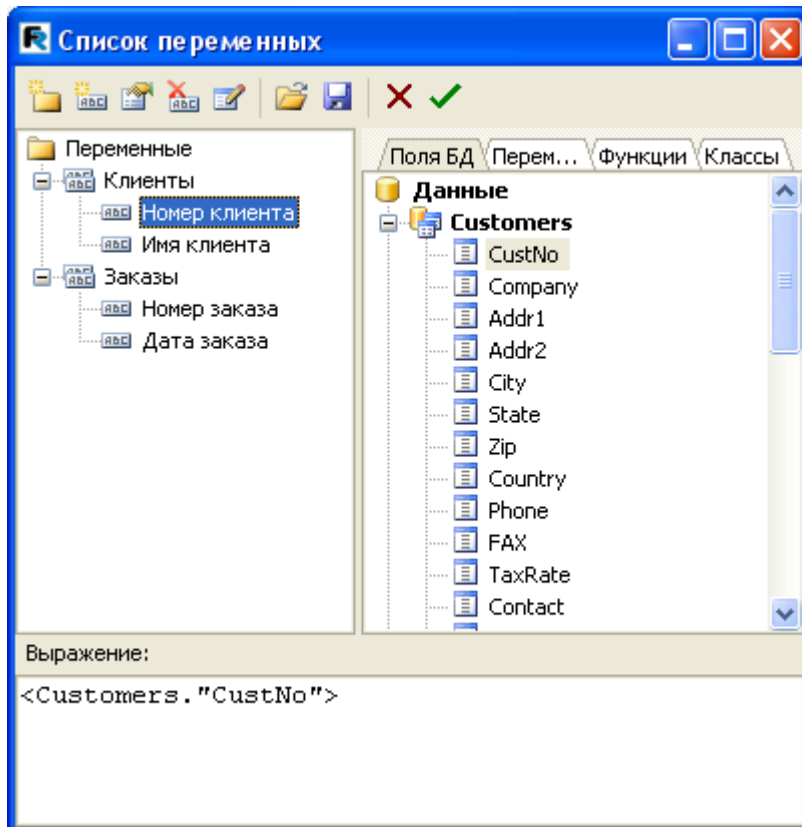 Список переменных
Переменные
Клиенты
Номер клиента
Имя клиента
Заказы
Номер заказа
Дата заказа
Поля БД Перем... Функции Классы
Данные
Customers
CustNo
Company
Addr1
Addr2
City
State
Zip
Country
Phone
FAX
TaxRate
Contact
Выражение:
<Customers."CustNo">